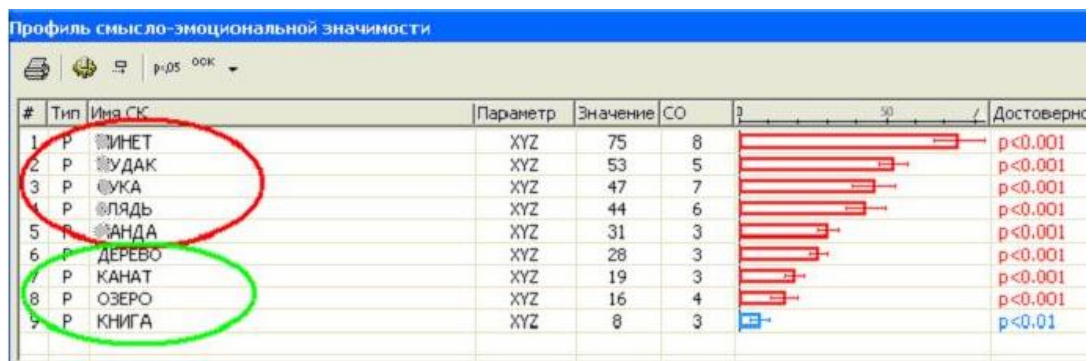 Профиль смысло-эмоциональной значимости
p<,05 ООК
# Тип Имя СК Параметр Значение СО 50 Достоверно
1 Р ИНЕТ XYZ 75 8 p<0.001
2 Р УДАК XYZ 53 5 p<0.001
3 Р УКА XYZ 47 7 p<0.001
4 Р ЛЯДЬ XYZ 44 6 p<0.001
5 Р АНДА XYZ 31 3 p<0.001
6 Р ДЕРЕВО XYZ 28 3 p<0.001
7 Р КАНАТ XYZ 19 3 p<0.001
8 Р ОЗЕРО XYZ 16 4 p<0.001
9 Р КНИГА XYZ 8 3 p<0.01